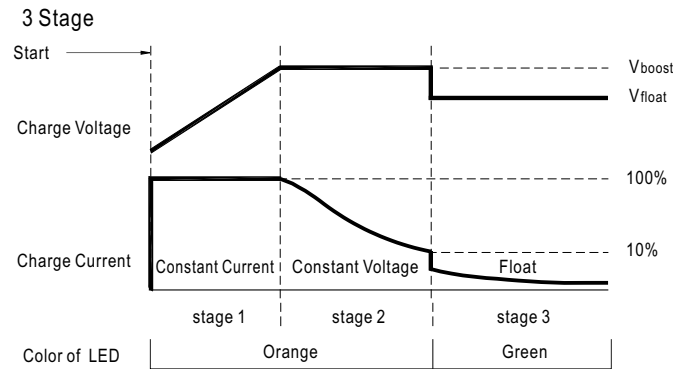 3 Stage
Start
Vboost
Vfloat
Charge Voltage
100%
10%
Charge Current
Constant Current
Constant Voltage
Float
stage 1
stage 2
stage 3
Color of LED
Orange
Green